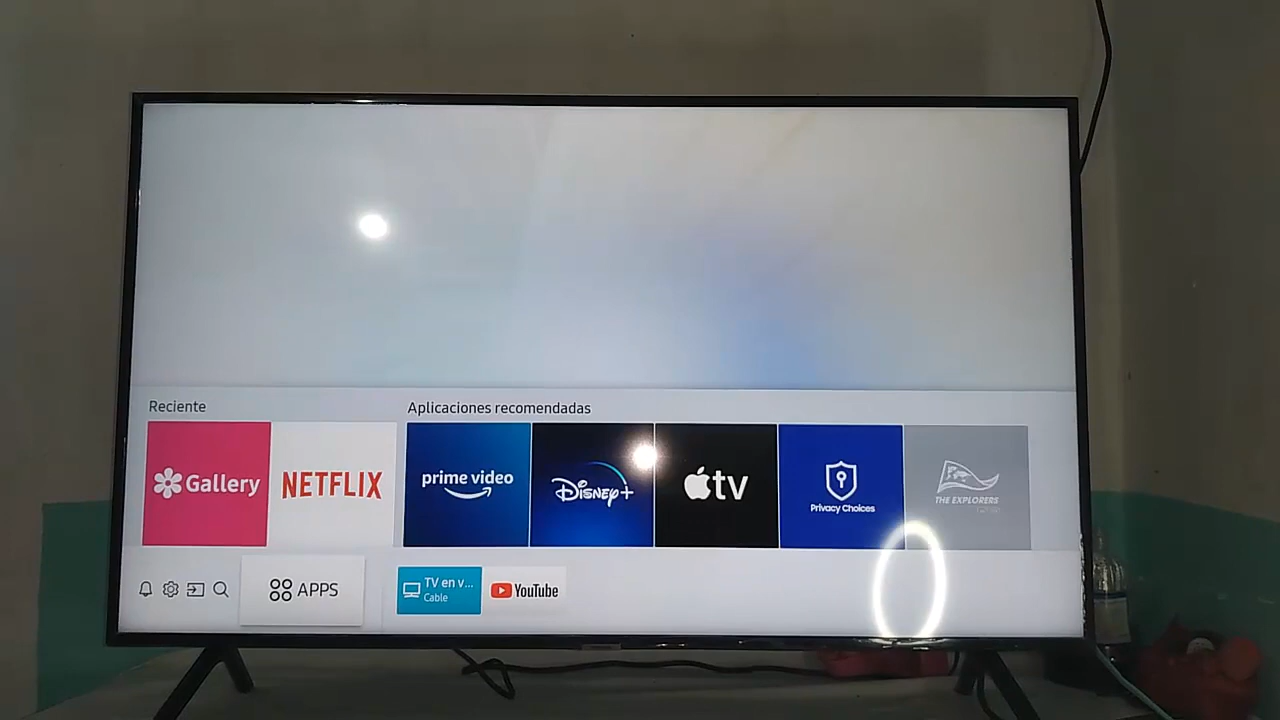 Reciente
Aplicaciones recomendadas
Gallery
NETFLIX
prime video
Disney+
tv
Privacy Choices
THE EXPLORERS
APPS
TV en v...
Cable
YouTube